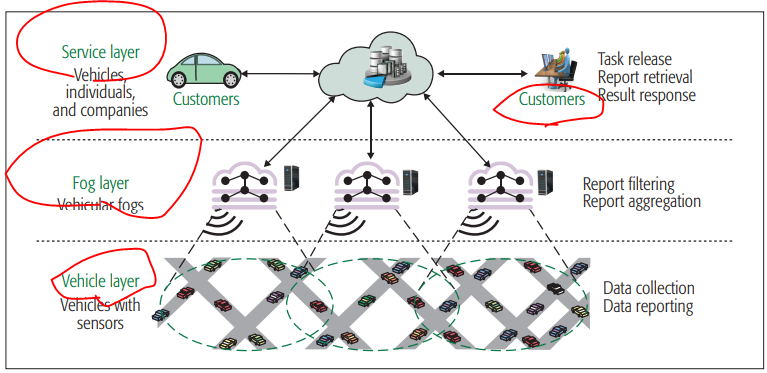 Service layer
Vehicles,
individuals,
and companies
Customers
Customers
Task release
Report retrieval
Result response
Fog layer
Vehicular fogs
Report filtering
Report aggregation
Vehicle layer
Vehicles with
sensors
Data collection
Data reporting